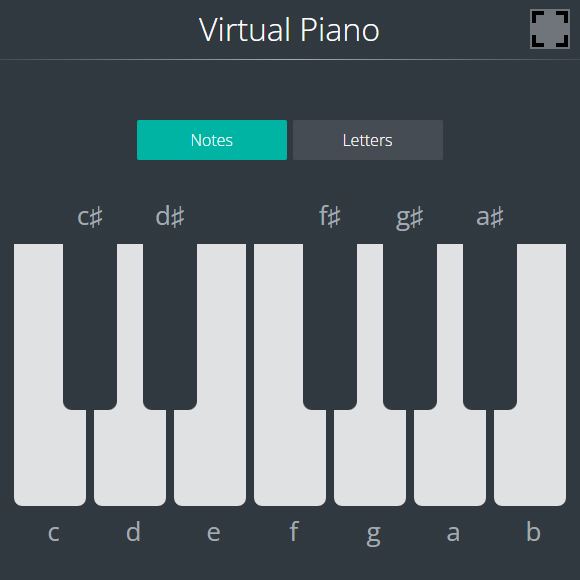 Virtual Piano
Notes Letters
c♯ d♯ f♯ g♯ a♯
c d e f g a b